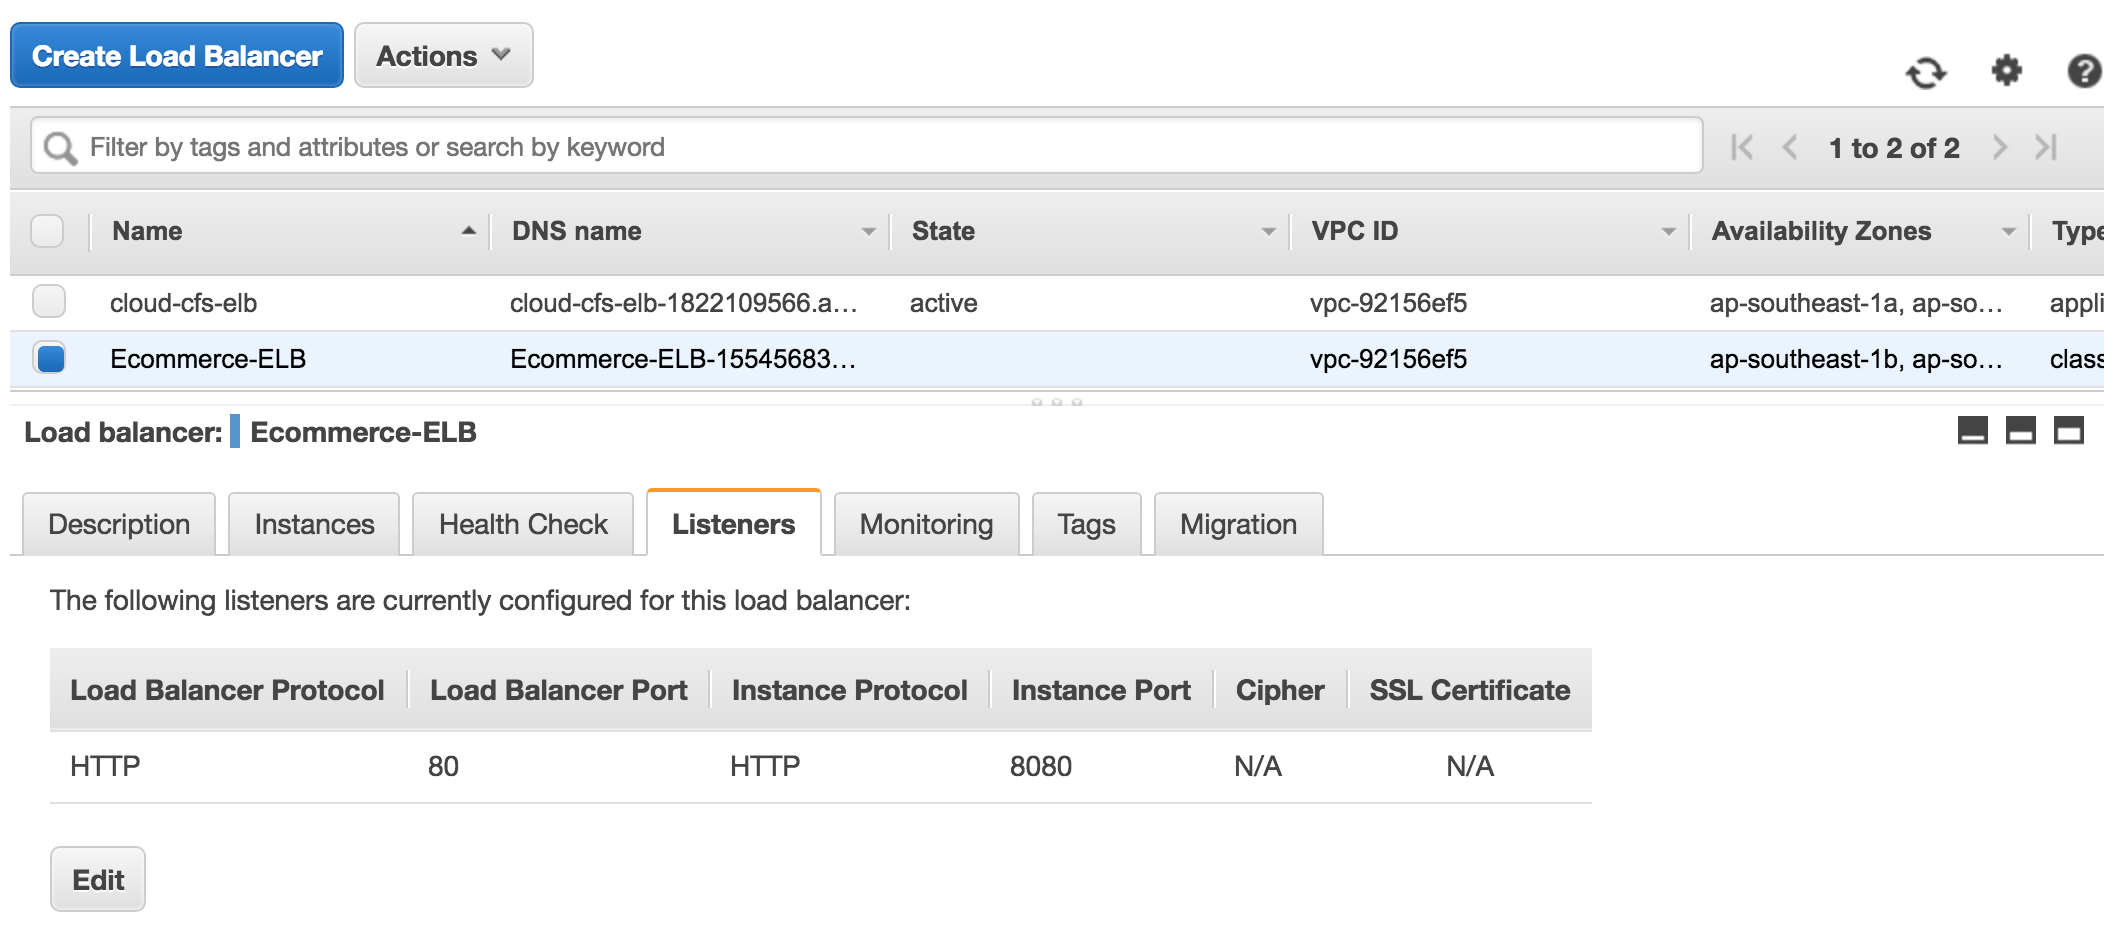 Create Load Balancer Actions
Filter by tags and attributes or search by keyword 1 to 2 of 2
Name DNS name State VPC ID Availability Zones Type
cloud-cfs-elb cloud-cfs-elb-1822109566.a... active vpc-92156ef5 ap-southeast-1a, ap-so... appli
Ecommerce-ELB Ecommerce-ELB-15545683... vpc-92156ef5 ap-southeast-1b, ap-so... class
Load balancer: Ecommerce-ELB
Description Instances Health Check Listeners Monitoring Tags Migration
The following listeners are currently configured for this load balancer:
Load Balancer Protocol Load Balancer Port Instance Protocol Instance Port Cipher SSL Certificate
HTTP 80 HTTP 8080 N/A N/A
Edit